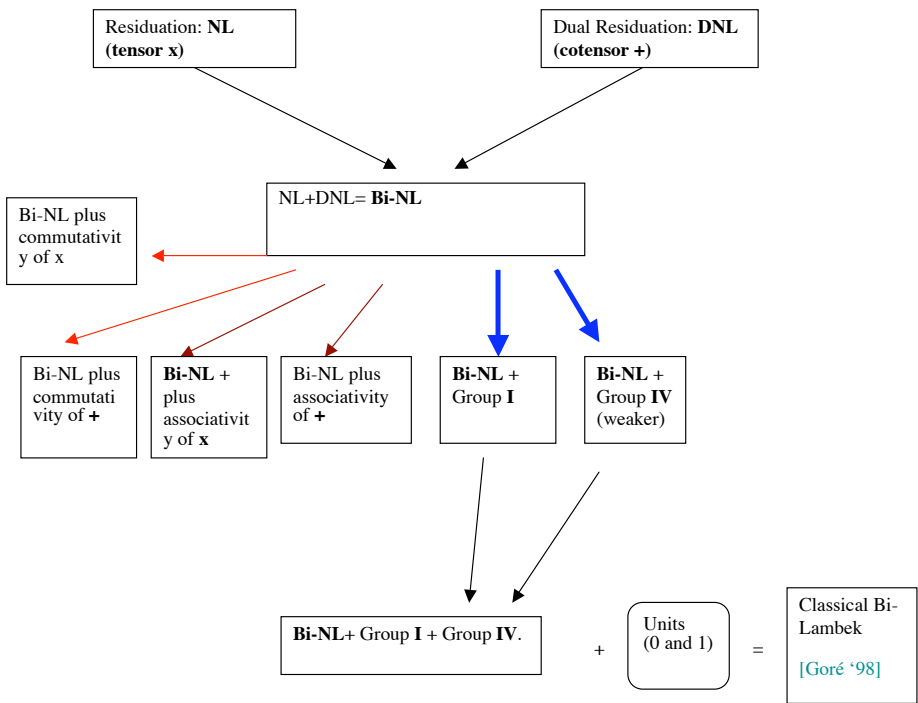 Residuation: NL
(tensor x)
Dual Residuation: DNL
(cotensor +)
NL+DNL= Bi-NL
Bi-NL plus
commutativit
y of x
Bi-NL plus
commutati
vity of +
Bi-NL +
plus
associativit
y of x
Bi-NL plus
associativity
of +
Bi-NL +
Group I
Bi-NL +
Group IV
(weaker)
Bi-NL+ Group I + Group IV.
+
Units
(0 and 1)
=
Classical Bi-
Lambek
[Goré ‘98]